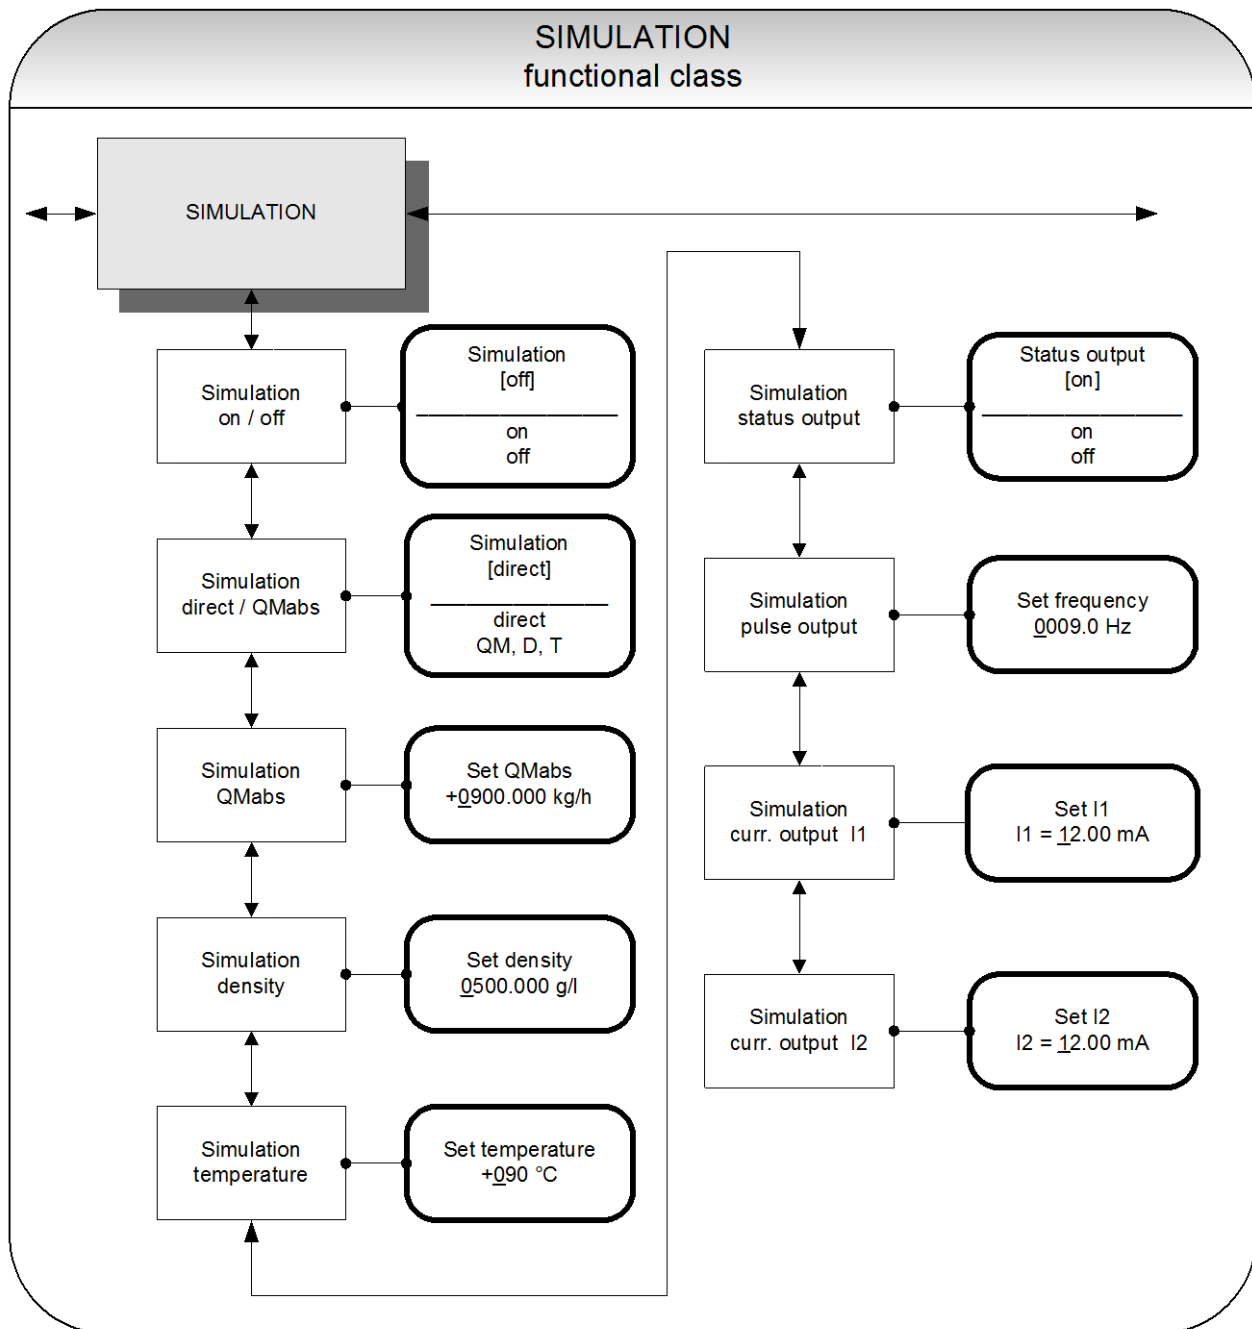 SIMULATION
functional class
SIMULATION
Simulation
on / off
Simulation
[off]
on
off
Simulation
direct / QMabs
Simulation
[direct]
direct
QM, D, T
Simulation
QMabs
Set QMabs
+0900.000 kg/h
Simulation
density
Set density
0500.000 g/l
Simulation
temperature
Set temperature
+090 °C
Simulation
status output
Status output
[on]
on
off
Simulation
pulse output
Set frequency
0009.0 Hz
Simulation
curr. output I1
Set I1
I1 = 12.00 mA
Simulation
curr. output I2
Set I2
I2 = 12.00 mA